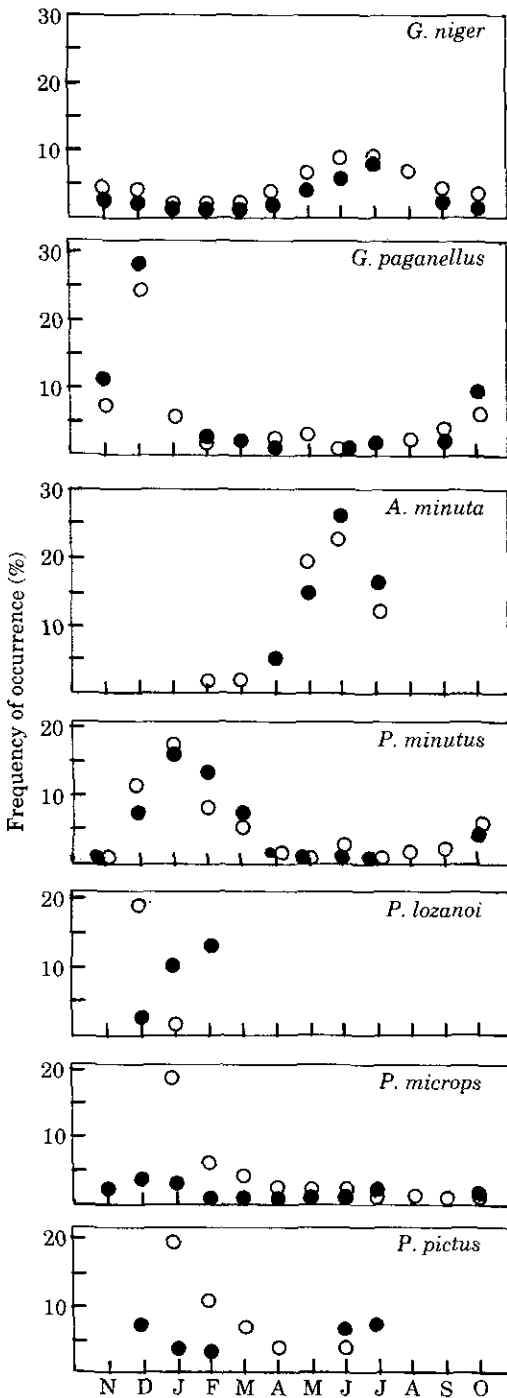 30
20
10
G. niger
30
20
10
G. paganellus
30
20
10
A. minuta
Frequency of occurrence (%)
20
10
P. minutus
20
10
P. lozanoi
20
10
P. microps
20
10
P. pictus
N D J F M A M J J A S O